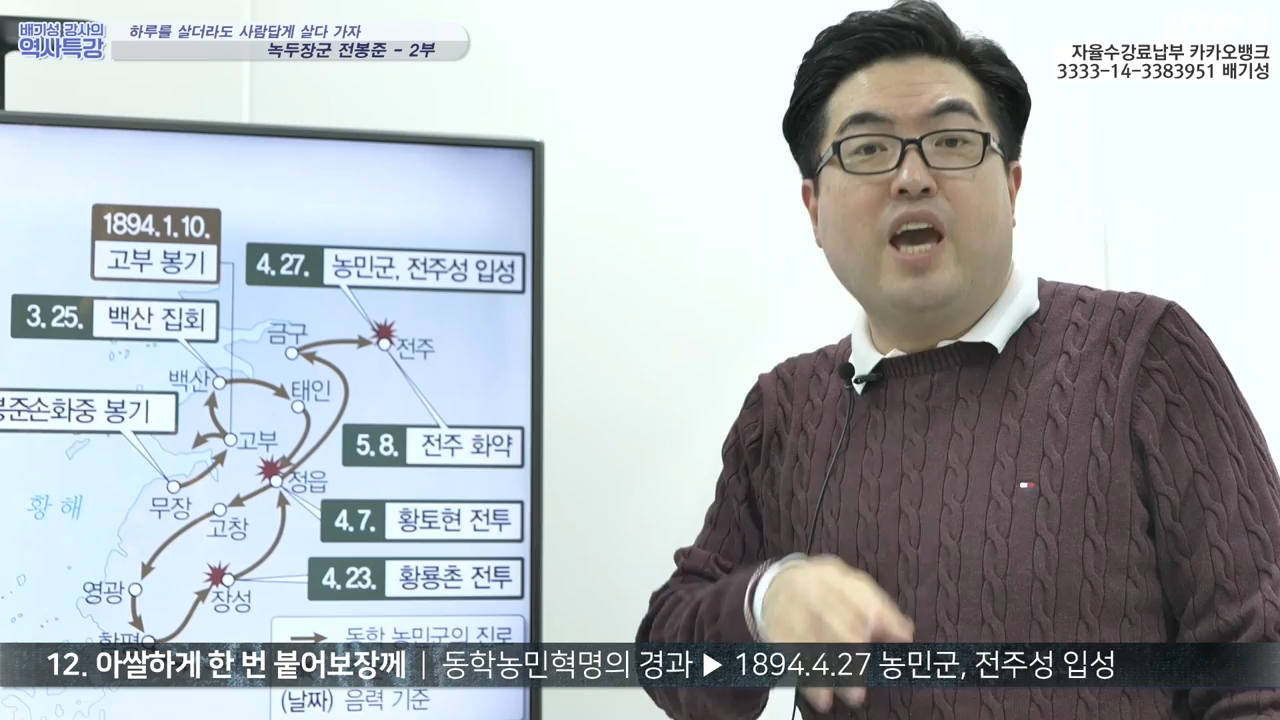 배기성 강사의
역사특강
하루를 살더라도 사람답게 살다 가자
녹두장군 전봉준 - 2부
자율수강료납부 카카오뱅크
3333-14-3383951 배기성
1894.1.10.
고부 봉기
4.27. 농민군, 전주성 입성
3.25. 백산 집회
금구
전주
백산
태인
봉준손화중 봉기
고부
5.8. 전주 화약
정읍
무장
황해
고창
4.7. 황토현 전투
4.23. 황룡촌 전투
영광
장성
함평
동학 농민군의 진로
(날짜) 음력 기준
12. 아쌀하게 한 번 붙어보장께 | 동학농민혁명의 경과 ▶ 1894.4.27 농민군, 전주성 입성